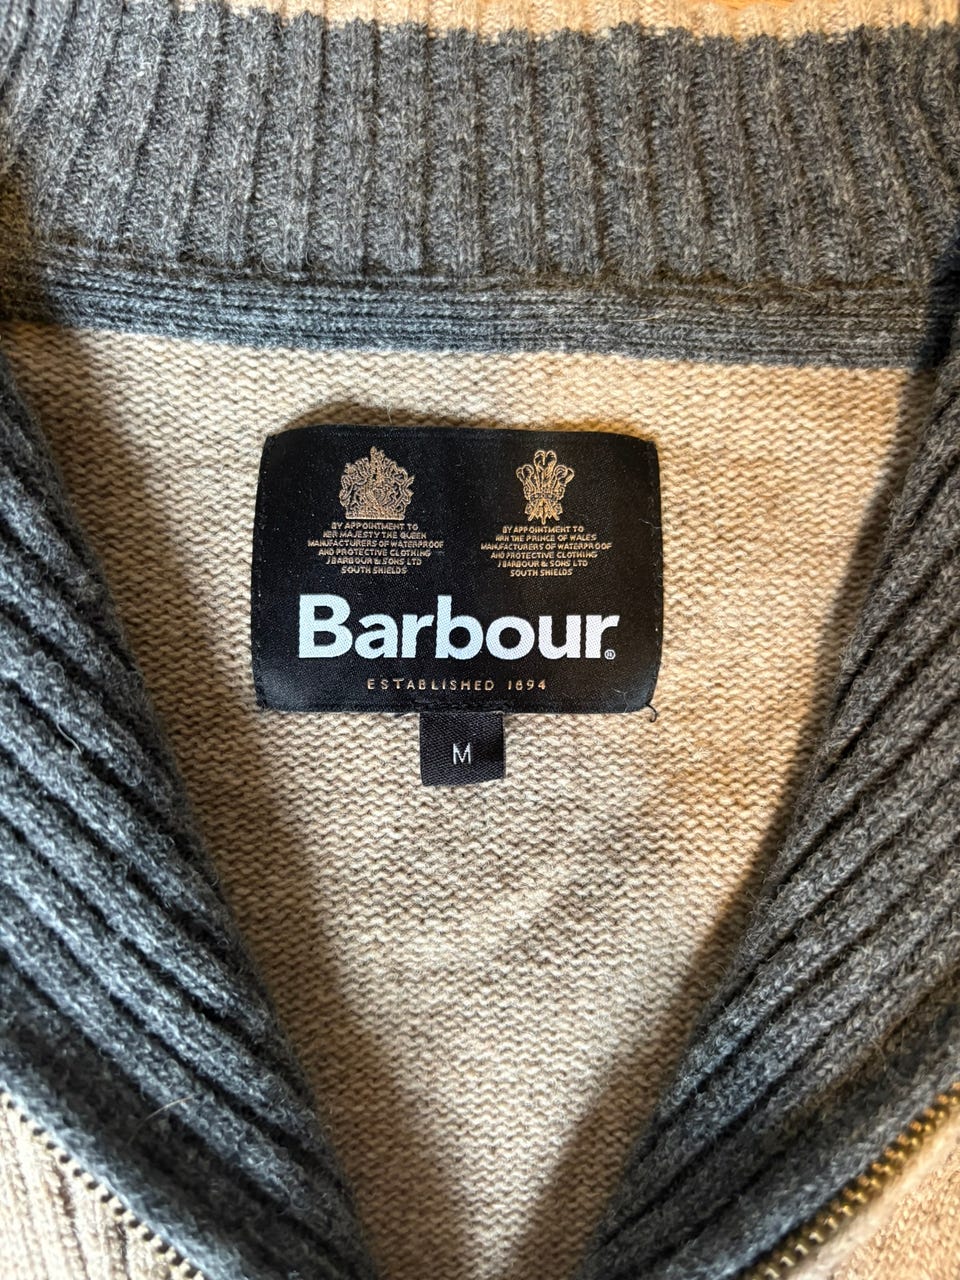 BY APPOINTMENT TO
HER MAJESTY THE QUEEN
MANUFACTURERS OF WATERPROOF
AND PROTECTIVE CLOTHING
J BARBOUR & SONS LTD
SOUTH SHIELDS
BY APPOINTMENT TO
HRH THE PRINCE OF WALES
MANUFACTURERS OF WATERPROOF
AND PROTECTIVE CLOTHING
J BARBOUR & SONS LTD
SOUTH SHIELDS
Barbour®
ESTABLISHED 1894
M